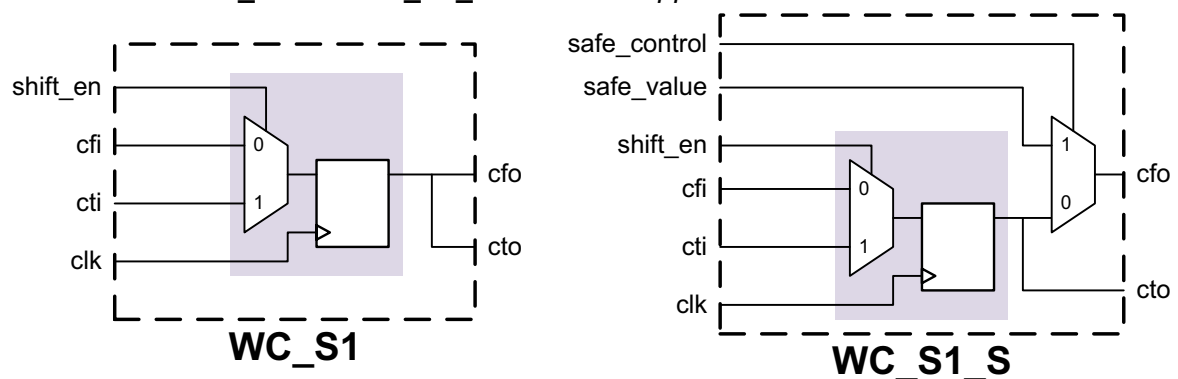 shift_en
cfi
cti
clk
0
1
cfo
cto
WC_S1
safe_control
safe_value
shift_en
cfi
cti
clk
0
1
1
0
cfo
cto
WC_S1_S